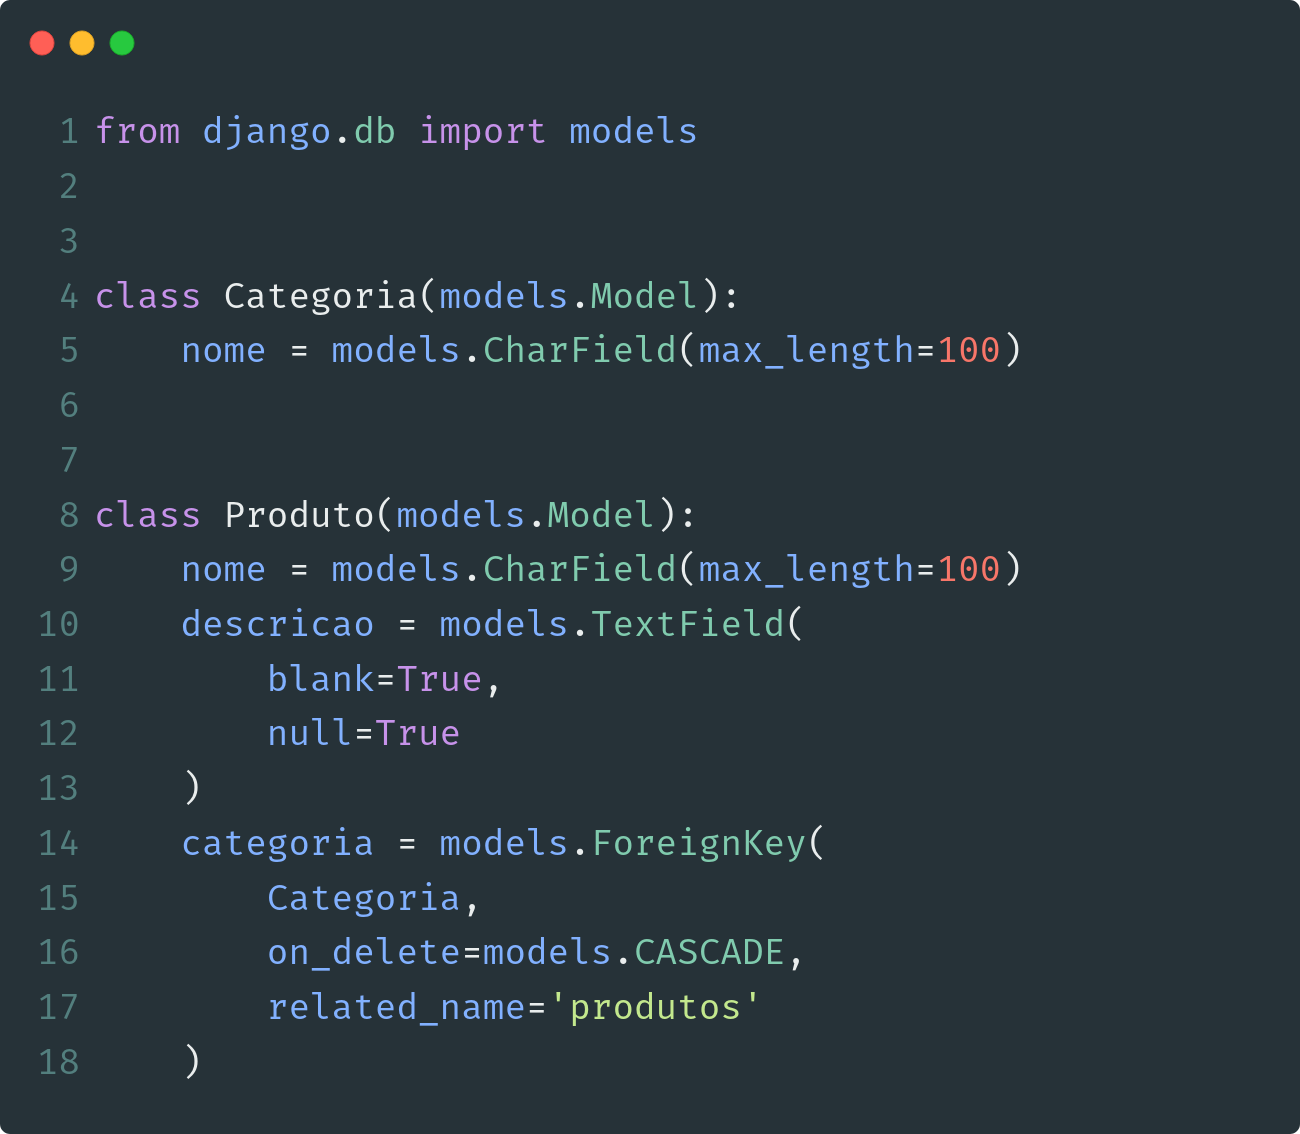 1 from django.db import models
2
3
4 class Categoria(models.Model):
5     nome = models.CharField(max_length=100)
6
7
8 class Produto(models.Model):
9     nome = models.CharField(max_length=100)
10     descricao = models.TextField(
11         blank=True,
12         null=True
13     )
14     categoria = models.ForeignKey(
15         Categoria,
16         on_delete=models.CASCADE,
17         related_name='produtos'
18     )